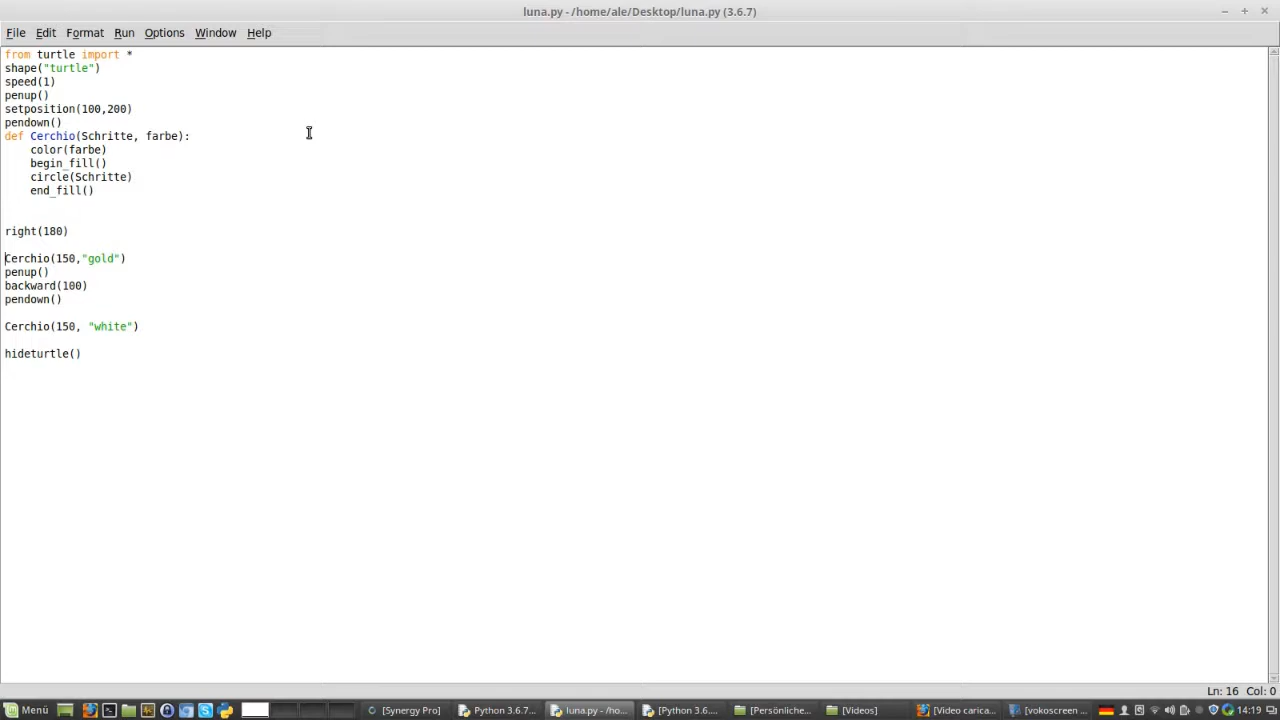 luna.py - /home/ale/Desktop/luna.py (3.6.7)
File Edit Format Run Options Window Help
from turtle import *
shape("turtle")
speed(1)
penup()
setposition(100,200)
pendown()
def Cerchio(Schritte, farbe):
    color(farbe)
    begin_fill()
    circle(Schritte)
    end_fill()
right(180)
Cerchio(150,"gold")
penup()
backward(100)
pendown()
Cerchio(150, "white")
hideturtle()
Ln: 16 Col: 0
Menü [Synergy Pro] Python 3.6.7... luna.py - /ho... [Python 3.6.... [Persönliche... [Videos] [Video carica... [vokoscreen ... 14:19